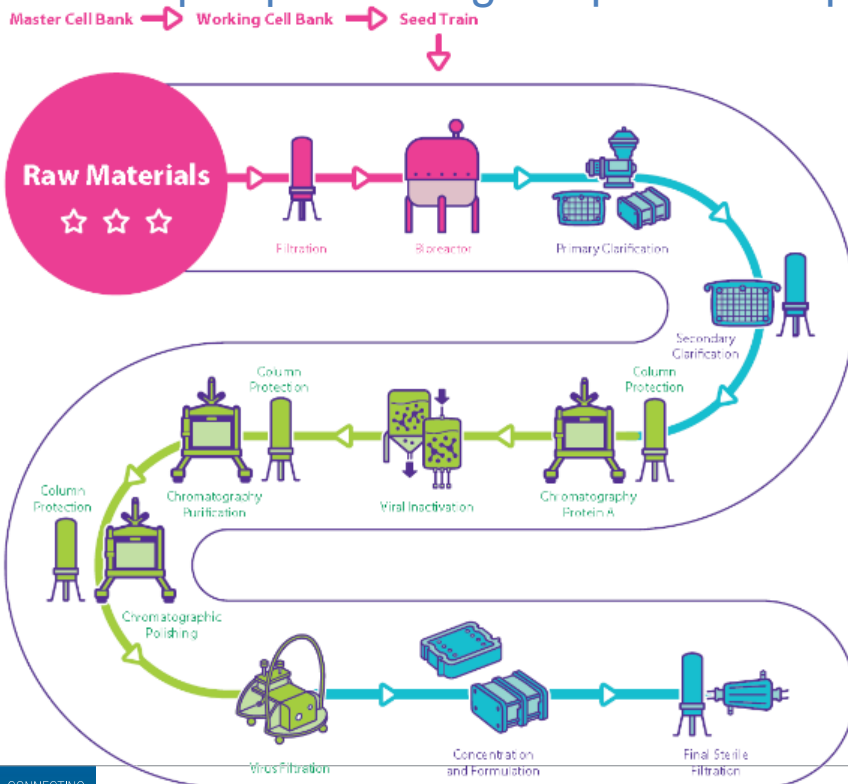 Master Cell Bank Working Cell Bank Seed Train
Raw Materials
Filtration
Bioreactor
Primary Clarification
Secondary
Clarification
Column
Protection
Chromatography
Protein A
Viral Inactivation
Column
Protection
Chromatography
Purification
Column
Protection
Chromatographic
Polishing
Virus Filtration
Concentration
and Formulation
Final Sterile
Filtration
CONNECTING